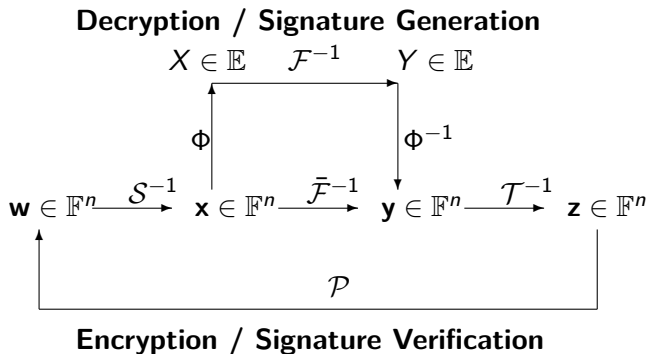 Decryption / Signature Generation
X ∈ 𝔼 ℱ⁻¹ Y ∈ 𝔼
Φ Φ⁻¹
w ∈ 𝔽ⁿ 𝒮⁻¹ x ∈ 𝔽ⁿ ℱ̄⁻¹ y ∈ 𝔽ⁿ 𝒯⁻¹ z ∈ 𝔽ⁿ
𝒫
Encryption / Signature Verification